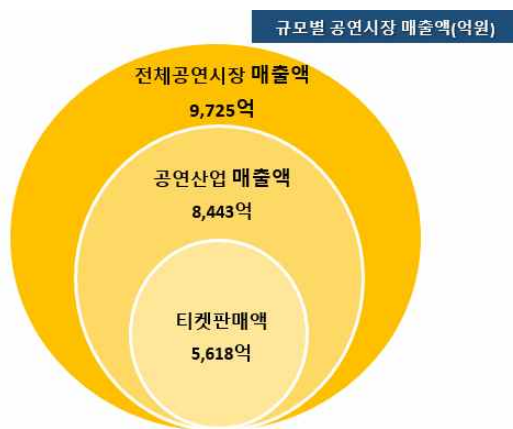 규모별 공연시장 매출액(억원)
전체공연시장 매출액
9,725억
공연산업 매출액
8,443억
티켓판매액
5,618억